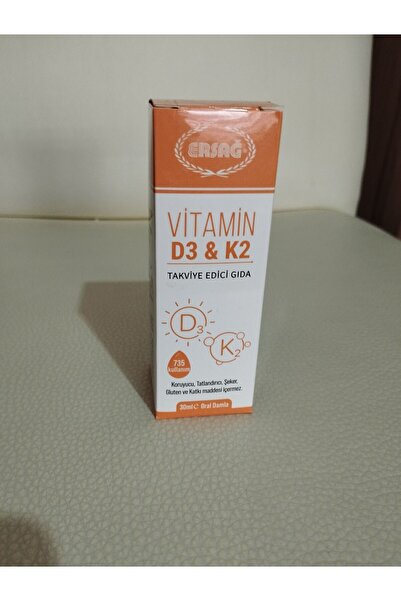 ERSAĞ
VİTAMİN
D3 & K2
TAKVİYE EDİCİ GIDA
D3
K2
735
kullanım
Koruyucu, Tatlandırıcı, Şeker,
Gluten ve Katkı maddesi içermez.
30ml℮ Oral Damla